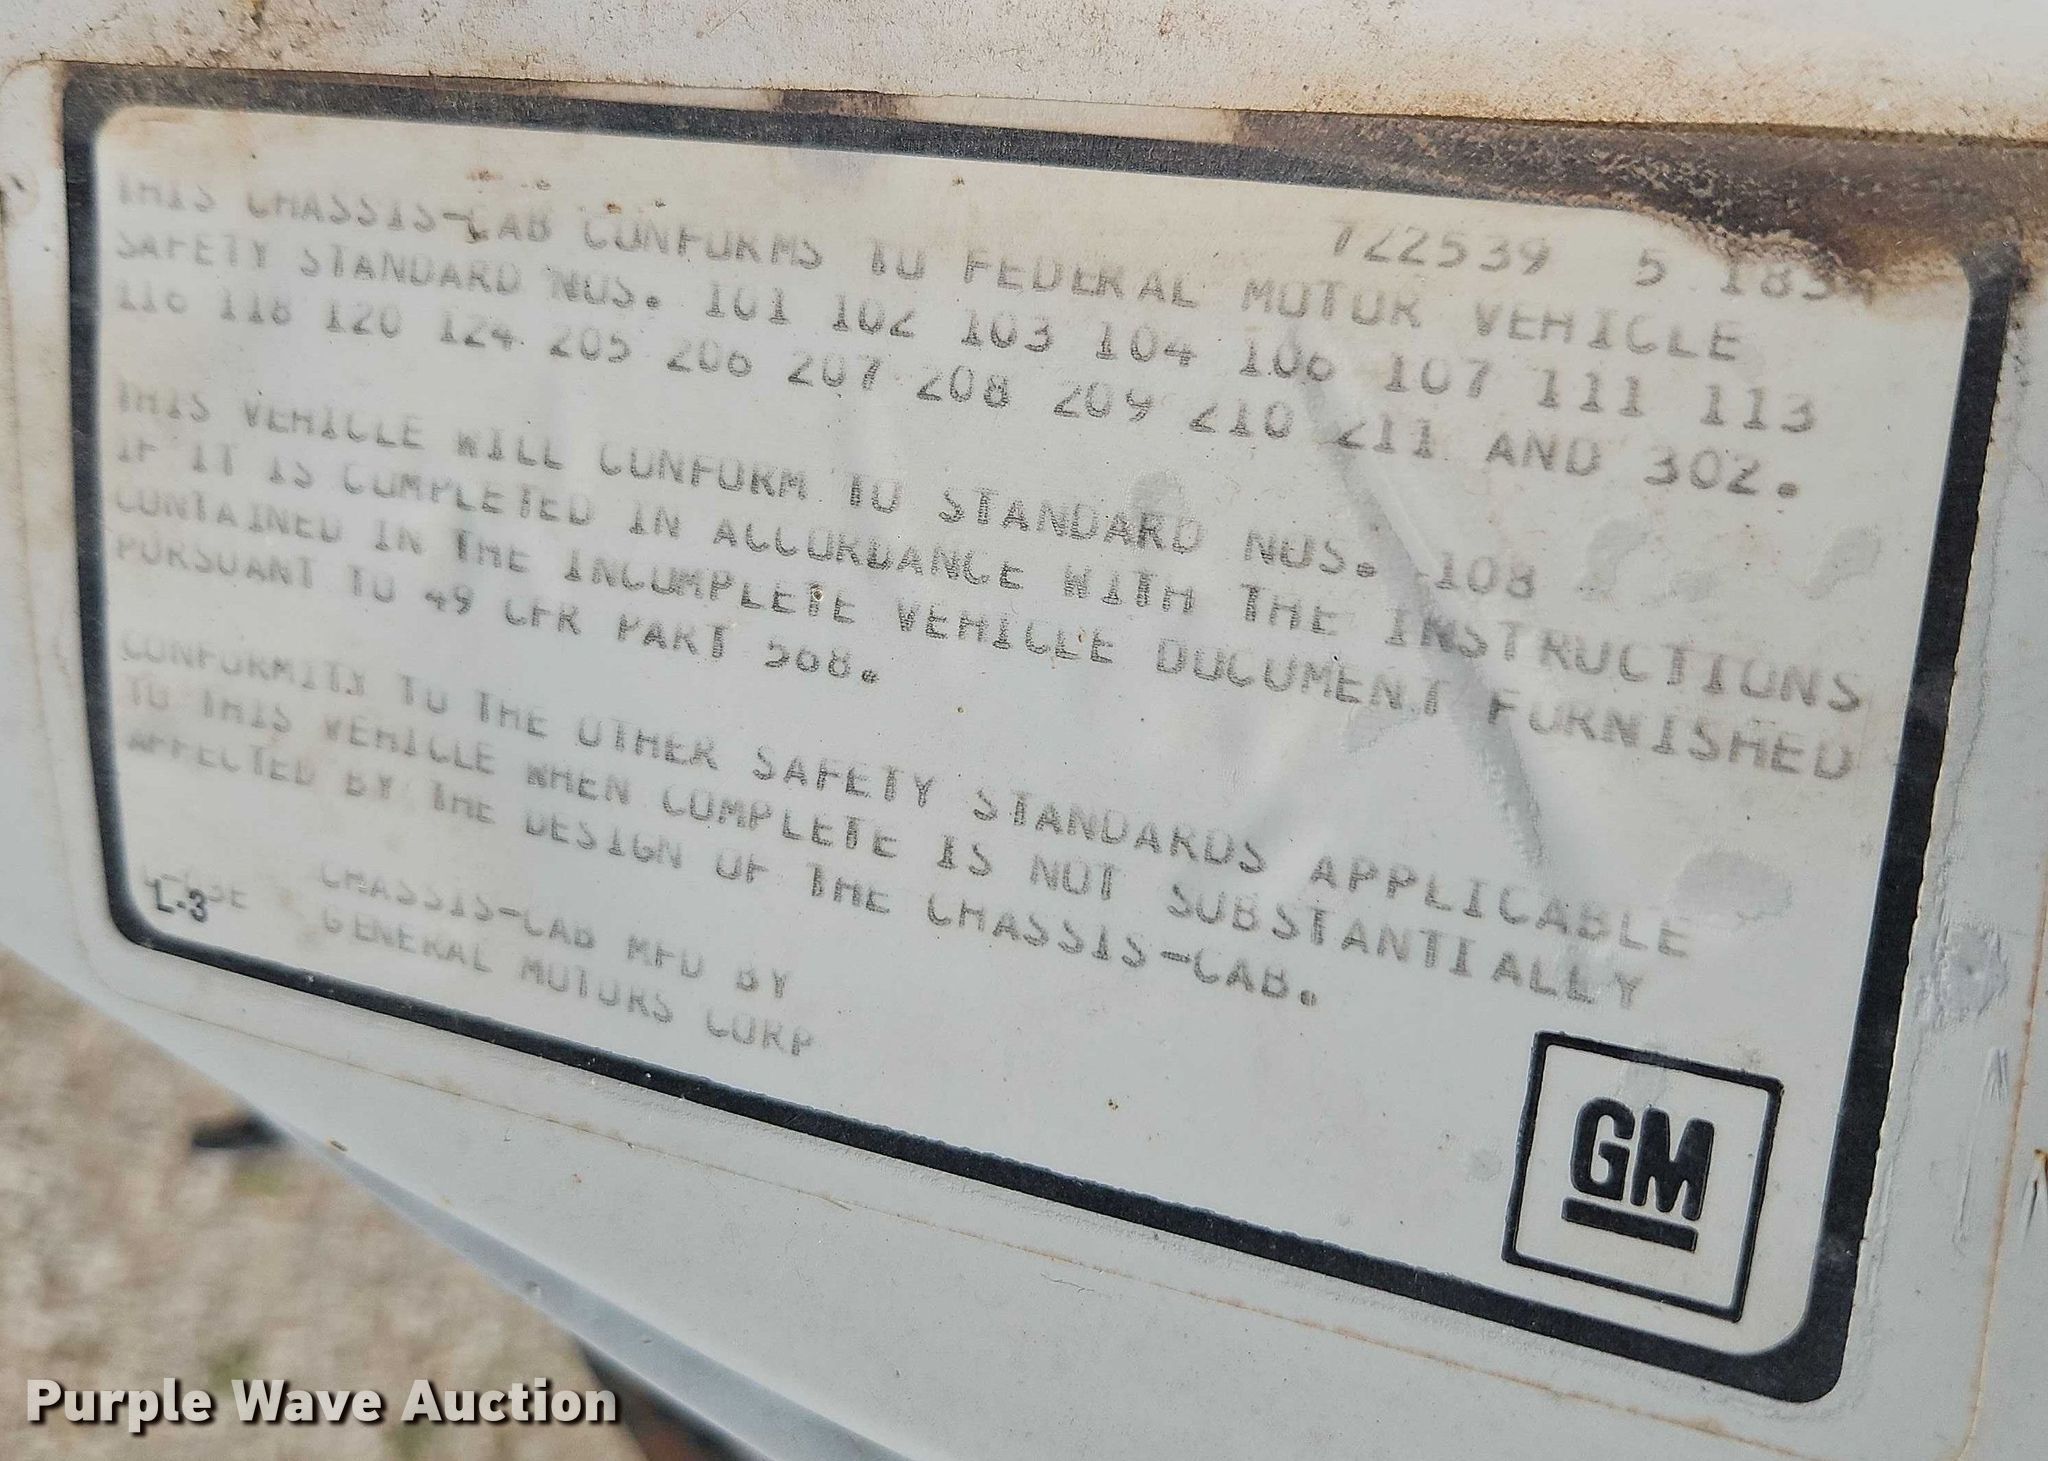 722539 5
THIS CHASSIS-CAB CONFORMS TO FEDERAL MOTOR VEHICLE
SAFETY STANDARD NOS. 101 102 103 104 106 107 111 113
116 118 120 124 205 206 207 208 209 210 211 AND 302.
THIS VEHICLE WILL CONFORM TO STANDARD NOS. 108
IF IT IS COMPLETED IN ACCORDANCE WITH THE INSTRUCTIONS
CONTAINED IN THE INCOMPLETE VEHICLE DOCUMENT FURNISHED
PURSUANT TO 49 CFR PART 568.
CONFORMITY TO THE OTHER SAFETY STANDARDS APPLICABLE
TO THIS VEHICLE WHEN COMPLETE IS NOT SUBSTANTIALLY
AFFECTED BY THE DESIGN OF THE CHASSIS-CAB.
CHASSIS-CAB MFD BY
L-3
GENERAL MOTORS CORP
GM
Purple Wave Auction